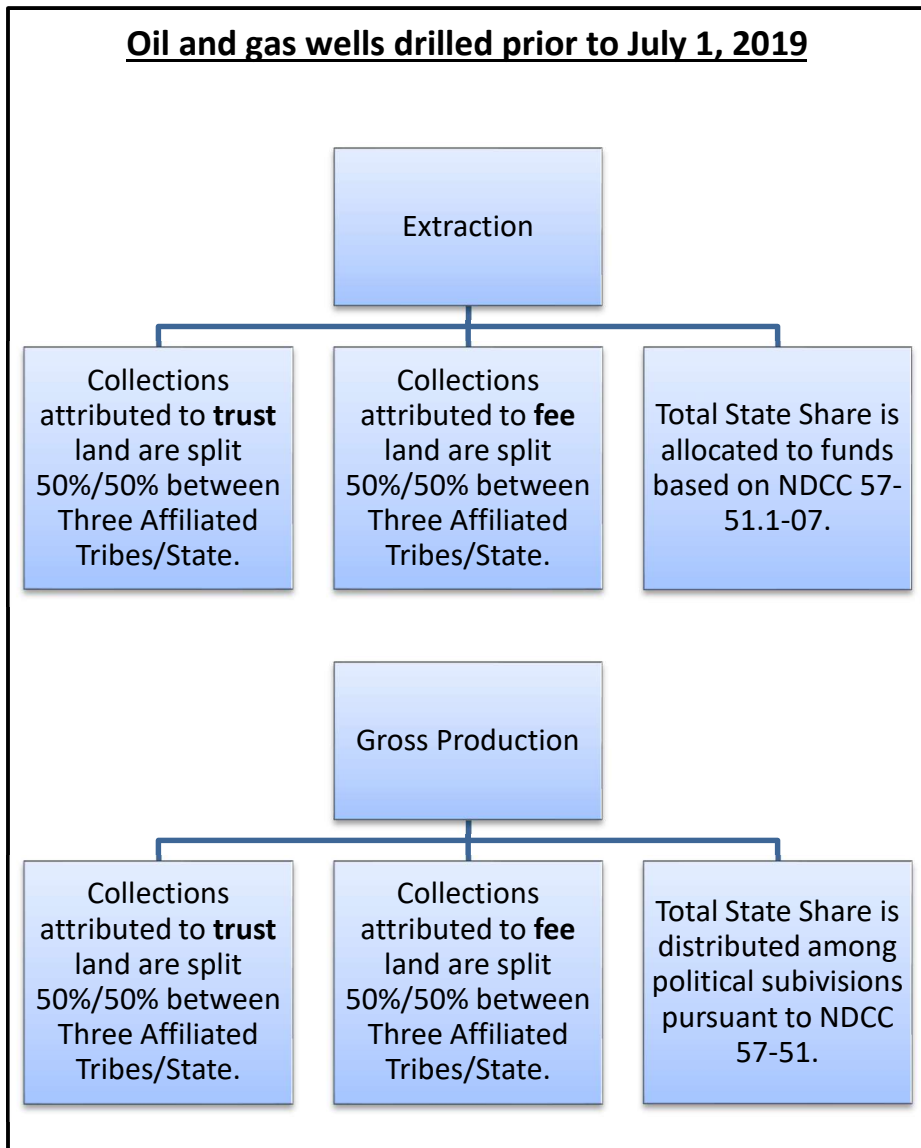 Oil and gas wells drilled prior to July 1, 2019
Extraction
Collections
attributed to trust
land are split
50%/50% between
Three Affiliated
Tribes/State.
Collections
attributed to fee
land are split
50%/50% between
Three Affiliated
Tribes/State.
Total State Share is
allocated to funds
based on NDCC 57-
51.1-07.
Gross Production
Collections
attributed to trust
land are split
50%/50% between
Three Affiliated
Tribes/State.
Collections
attributed to fee
land are split
50%/50% between
Three Affiliated
Tribes/State.
Total State Share is
distributed among
political subivisions
pursuant to NDCC
57-51.